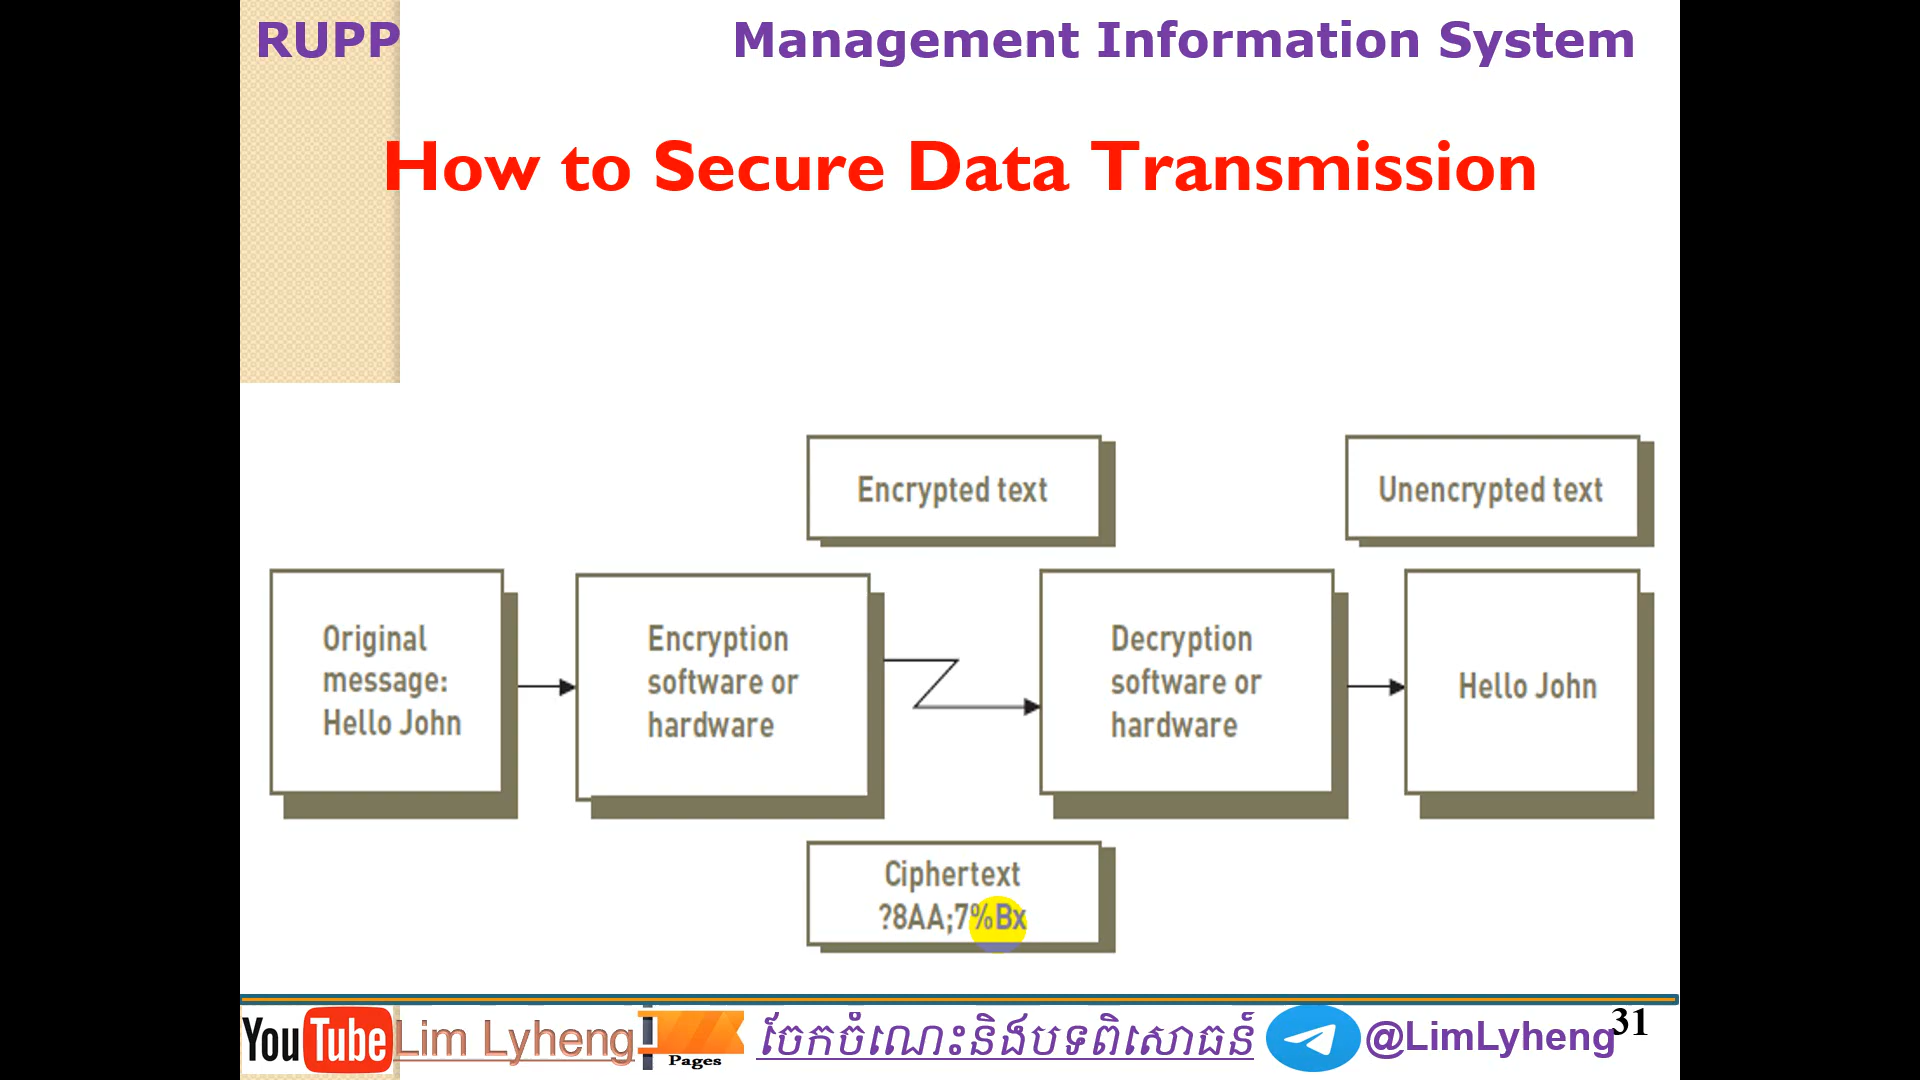 RUPP
Management Information System
How to Secure Data Transmission
Encrypted text
Unencrypted text
Original
message:
Hello John
Encryption
software or
hardware
Decryption
software or
hardware
Hello John
Ciphertext
?8AA;7%Bx
YouTube
Lim Lyheng
Pages
ចែកចំណេះនិងបទពិសោធន៍
@LimLyheng
31